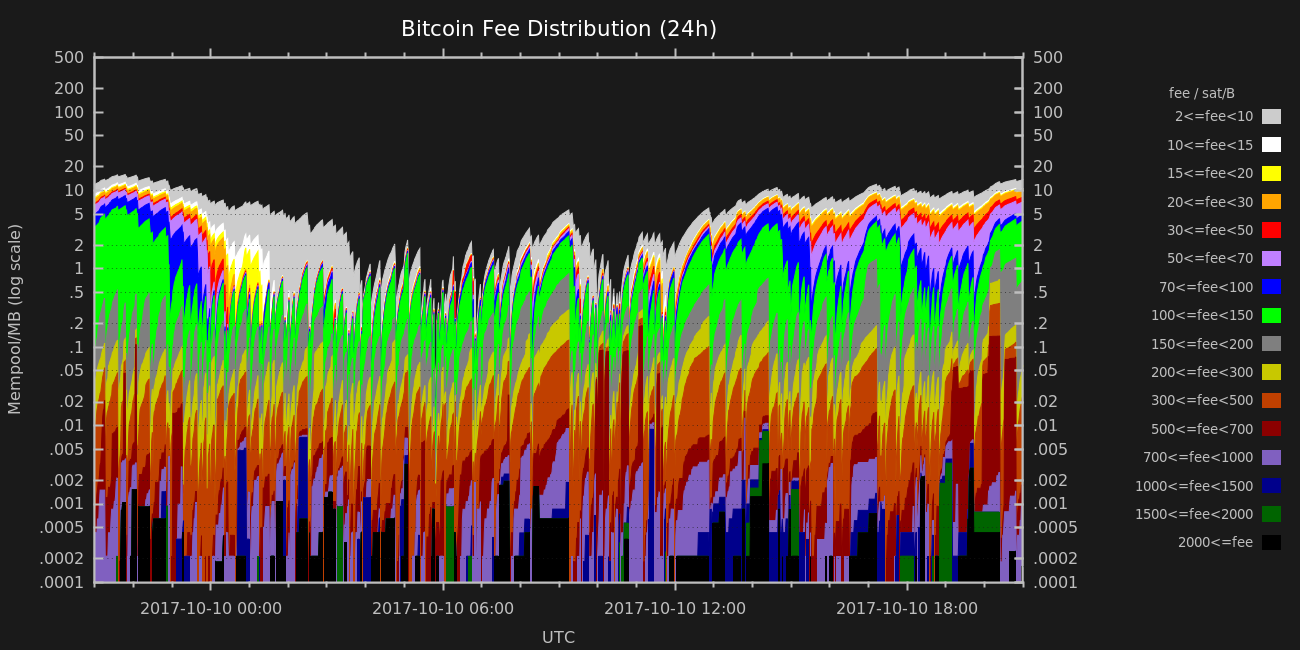 Bitcoin Fee Distribution (24h)
Mempool/MB (log scale)
500
200
100
50
20
10
5
2
1
.5
.2
.1
.05
.02
.01
.005
.002
.001
.0005
.0002
.0001
500
200
100
50
20
10
5
2
1
.5
.2
.1
.05
.02
.01
.005
.002
.001
.0005
.0002
.0001
2017-10-10 00:00
2017-10-10 06:00
2017-10-10 12:00
2017-10-10 18:00
UTC
fee / sat/B
2<=fee<10
10<=fee<15
15<=fee<20
20<=fee<30
30<=fee<50
50<=fee<70
70<=fee<100
100<=fee<150
150<=fee<200
200<=fee<300
300<=fee<500
500<=fee<700
700<=fee<1000
1000<=fee<1500
1500<=fee<2000
2000<=fee